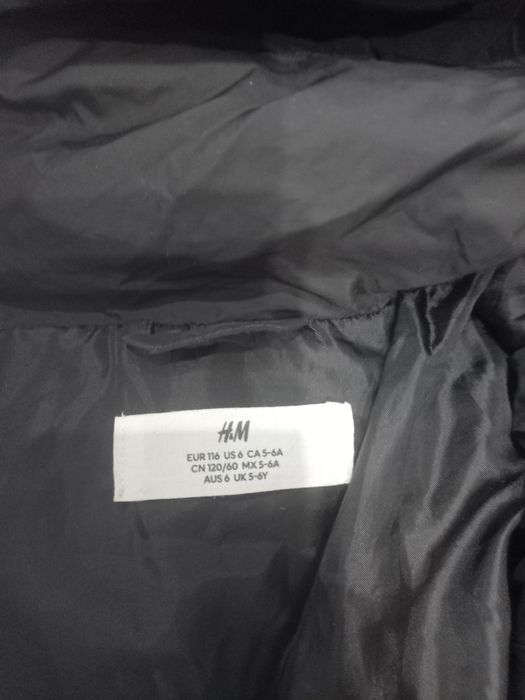 H&M
EUR 116 US 6 CA 5-6A
CN 120/60 MX 5-6A
AUS 6 UK 5-6Y